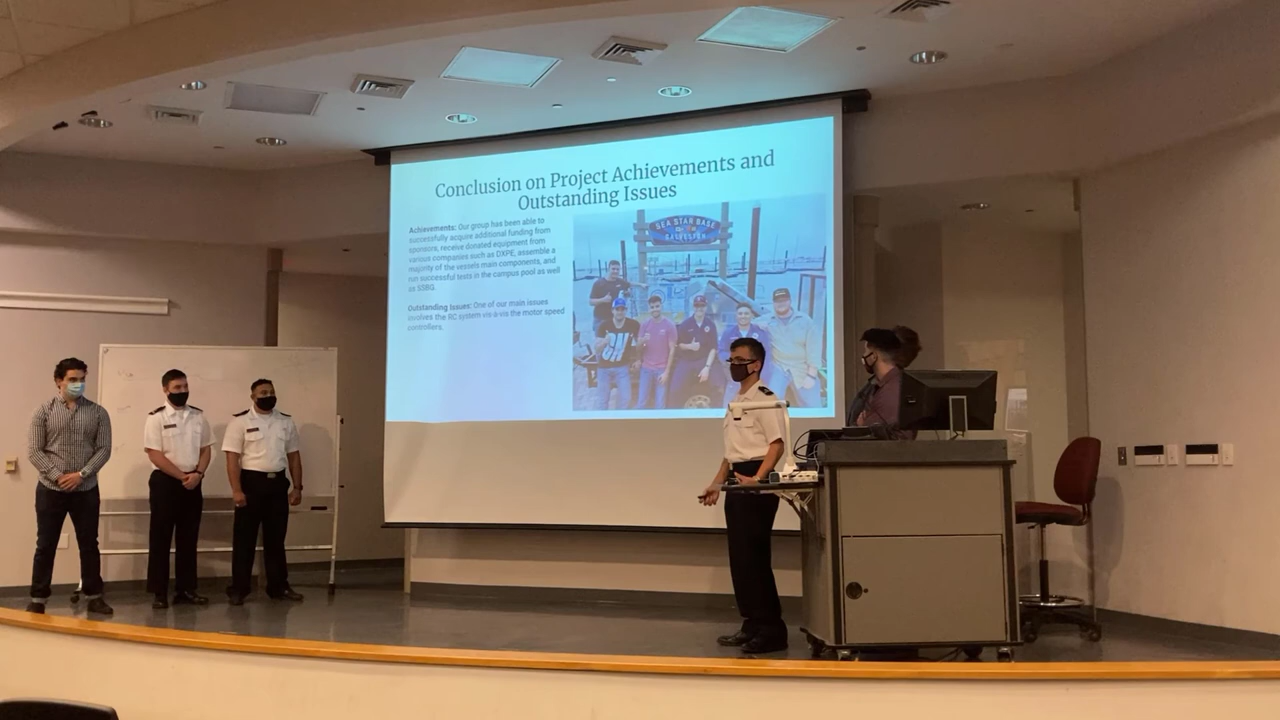 Conclusion on Project Achievements and
Outstanding Issues
Achievements: Our group has been able to
successfully acquire additional funding from
sponsors, receive donated equipment from
various companies such as DXPE, assemble a
majority of the vessels main components, and
run successful tests in the campus pool as well
as SSBG.
Outstanding Issues: One of our main issues
involves the RC system vis à vis the motor speed
controllers.
SEA STAR BASE
GALVESTON